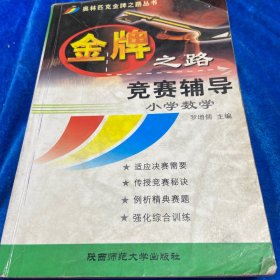 奥林匹克金牌之路丛书
金牌
之路
竞赛辅导
小学数学
罗增儒 主编
★ 适应决赛需要
★ 传授竞赛秘诀
★ 例析精典赛题
★ 强化综合训练
陕西师范大学出版社